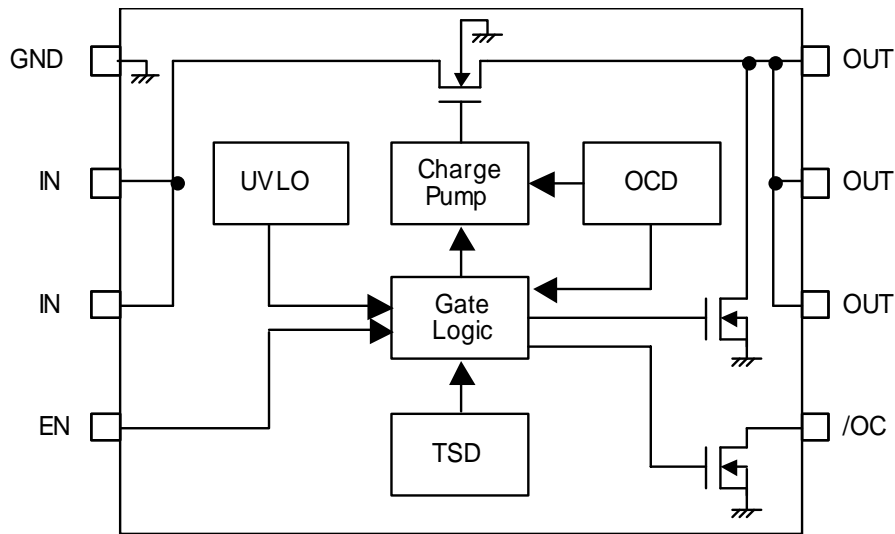 GND
OUT
IN
UVLO
Charge
Pump
OCD
OUT
IN
Gate
Logic
OUT
EN
TSD
/OC